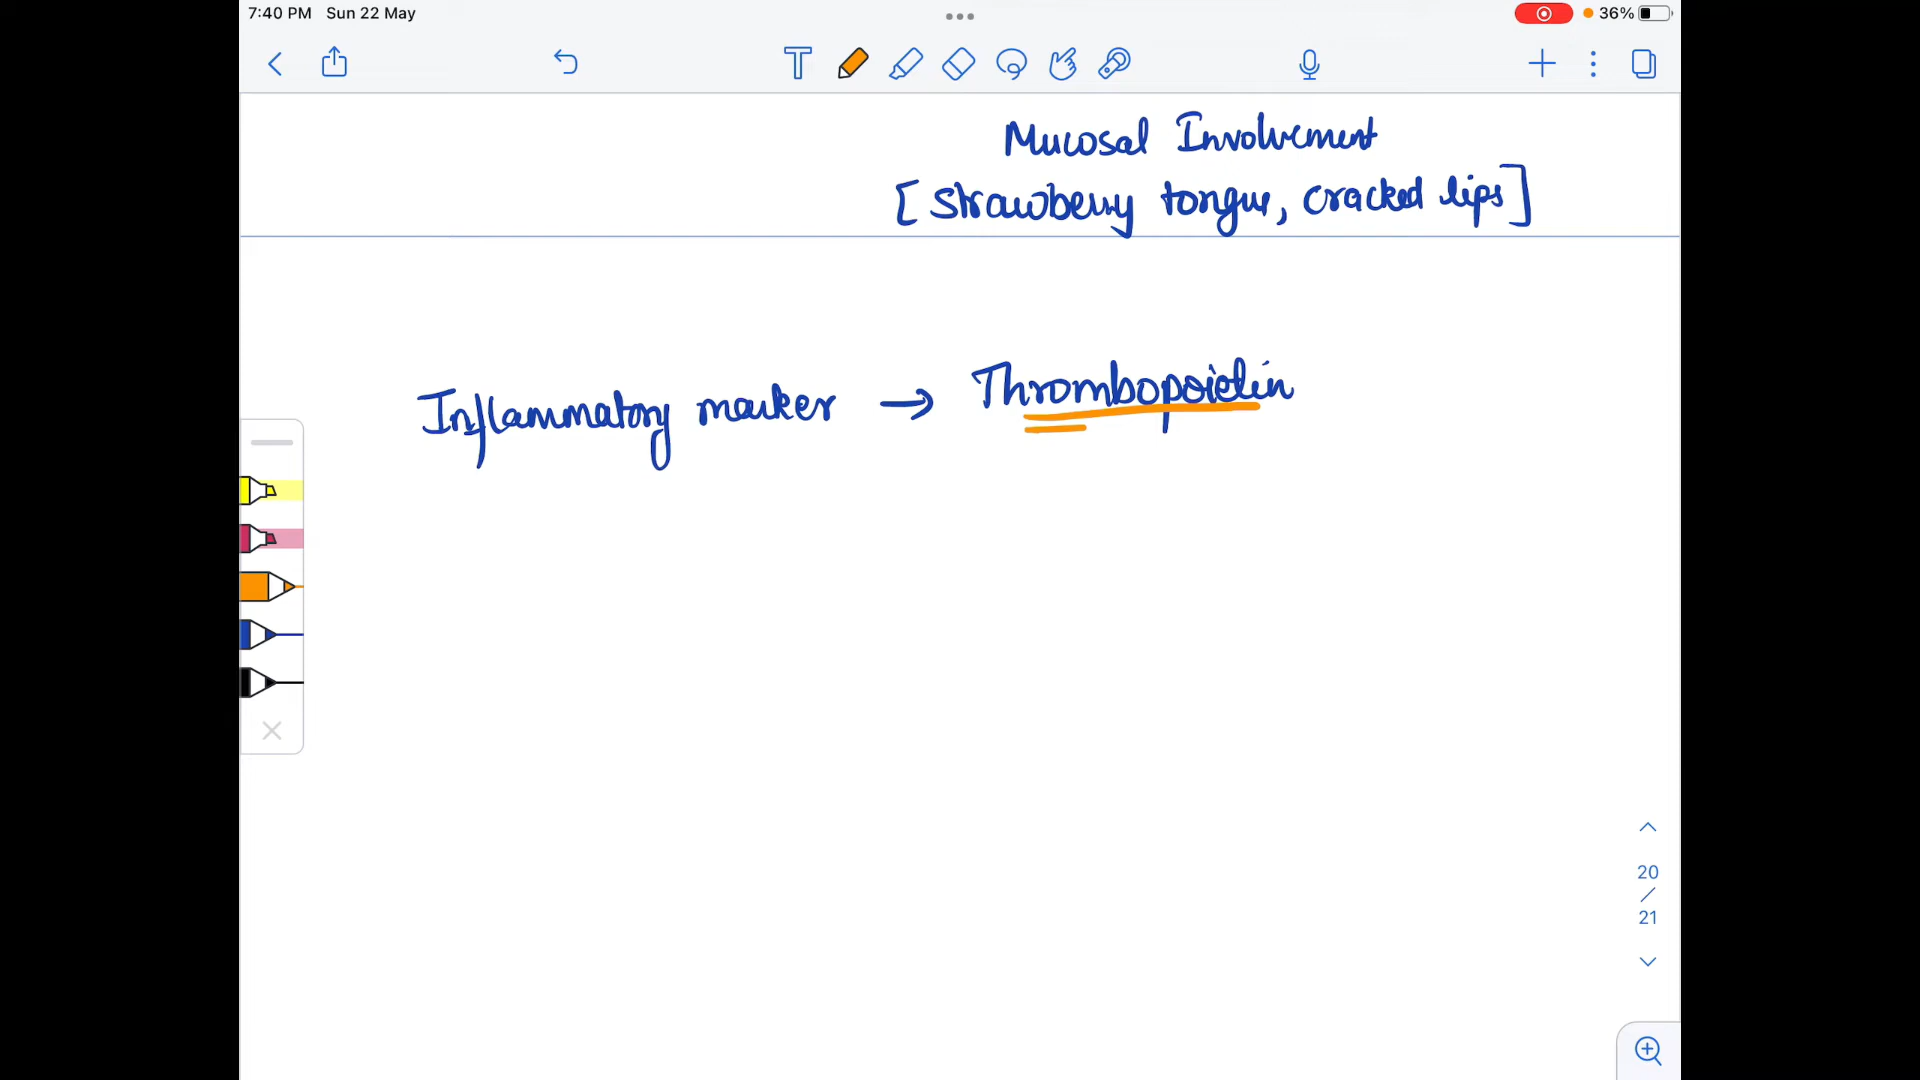 7:40 PM Sun 22 May
36%
Mucosal Involvement
[Strawberry tongue, cracked lips]
Inflammatory marker → Thrombopoietin
20
/
21